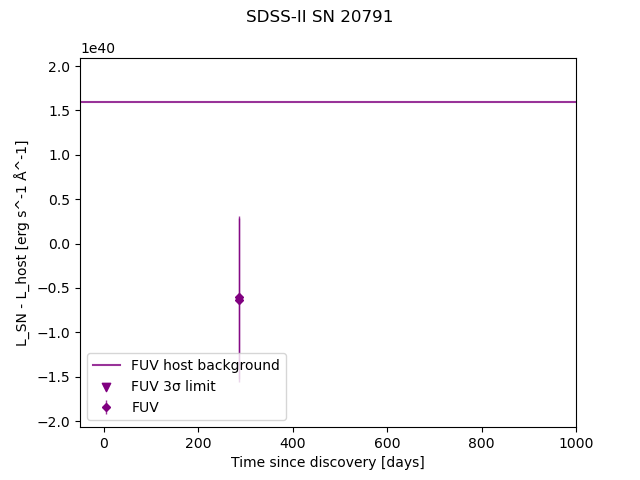 SDSS-II SN 20791
1e40
2.0
1.5
1.0
0.5
0.0
−0.5
−1.0
−1.5
−2.0
L_SN - L_host [erg s^-1 Å^-1]
FUV host background
FUV 3σ limit
FUV
0 200 400 600 800 1000
Time since discovery [days]